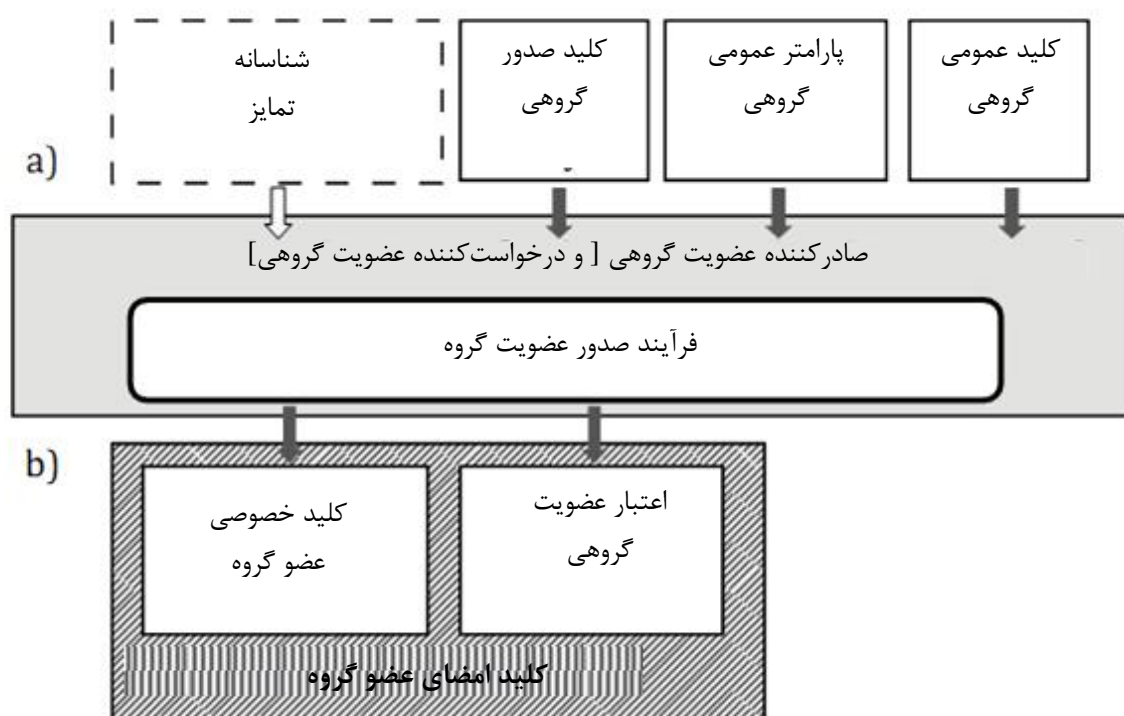 کلید عمومی
گروهی
پارامتر عمومی
گروهی
کلید صدور
گروهی
شناسانه
تمایز
a)
صادرکننده عضویت گروهی [ و درخواست‌کننده عضویت گروهی]
فرآیند صدور عضویت گروه
b)
اعتبار عضویت
گروهی
کلید خصوصی
عضو گروه
کلید امضای عضو گروه